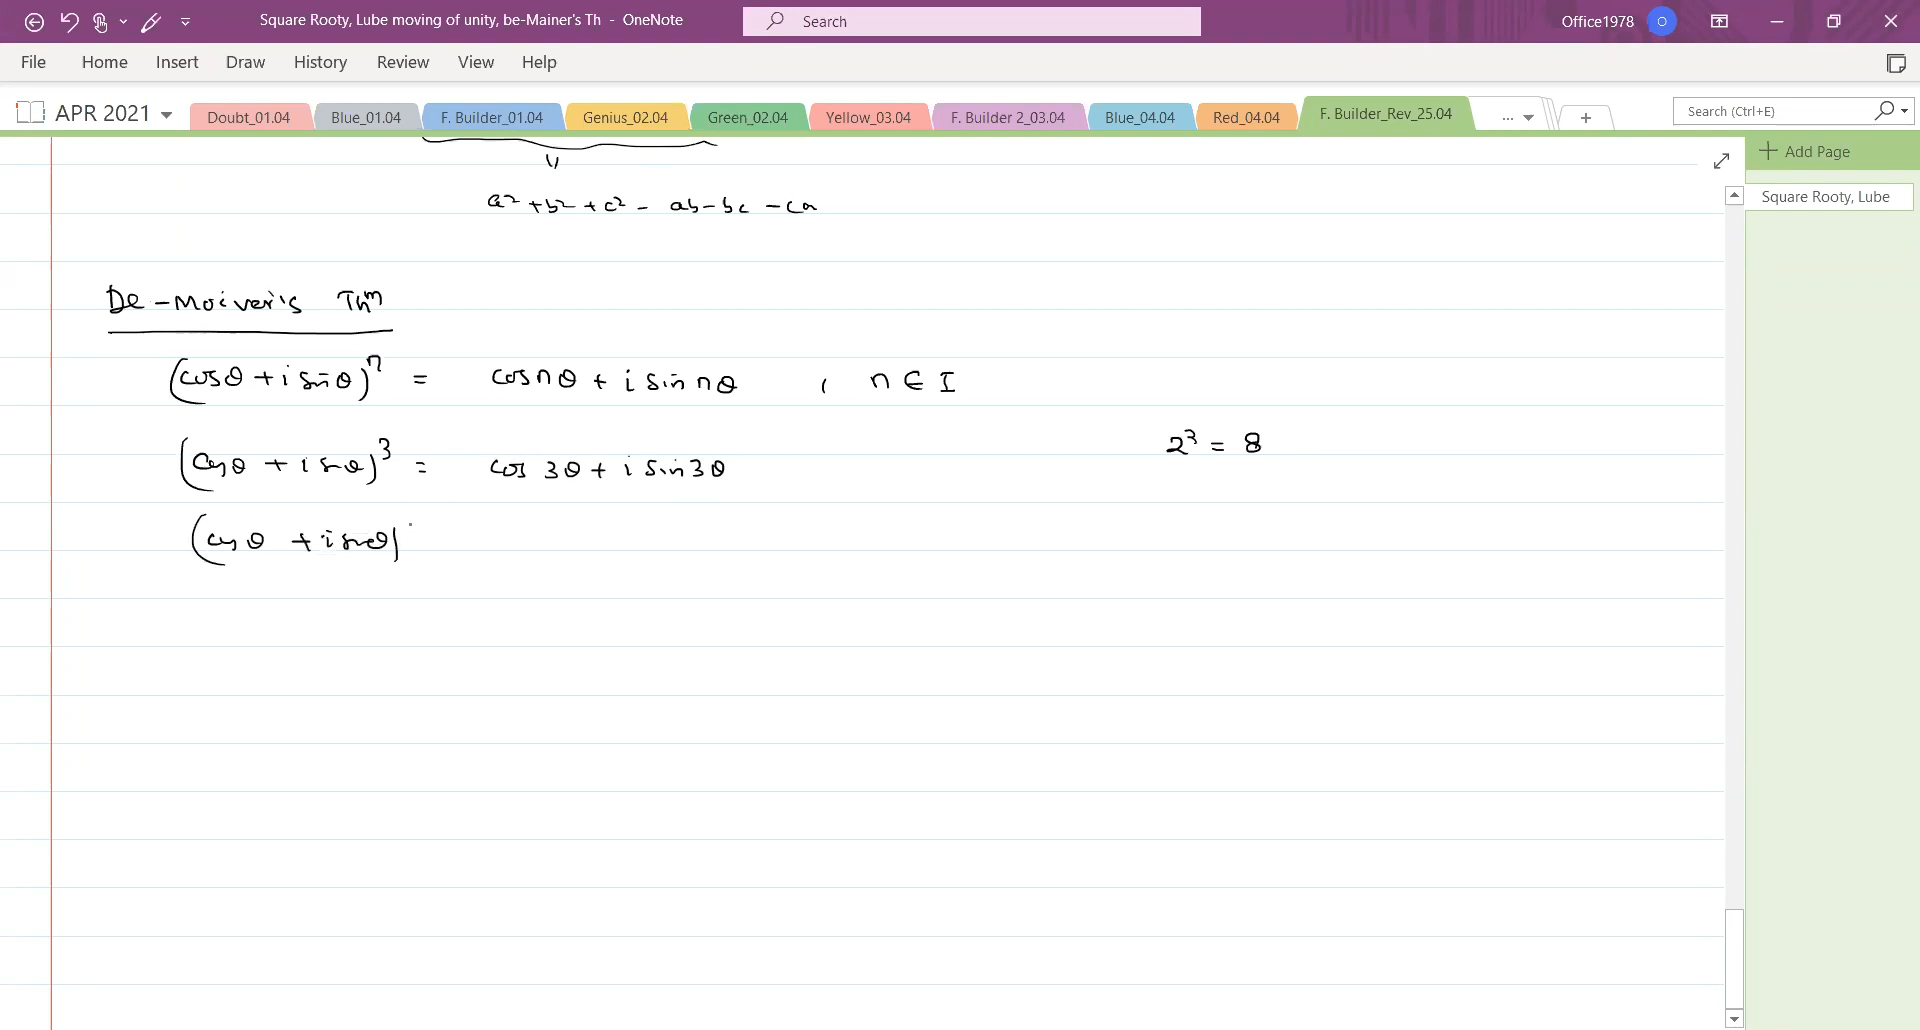 Square Rooty, Lube moving of unity, be-Mainer's Th - OneNote
Search
Office1978
O
File Home Insert Draw History Review View Help
APR 2021
Doubt_01.04 Blue_01.04 F. Builder_01.04 Genius_02.04 Green_02.04 Yellow_03.04 F. Builder 2_03.04 Blue_04.04 Red_04.04 F. Builder_Rev_25.04 ... +
Search (Ctrl+E)
+ Add Page
Square Rooty, Lube
a² + b² + c² - ab - bc - ca
De-Moiver's Thm
(cosθ + i sinθ)ⁿ = cos nθ + i sin nθ , n ∈ I
2³ = 8
(cosθ + i sinθ)³ = cos 3θ + i sin 3θ
(cosθ + i sinθ)